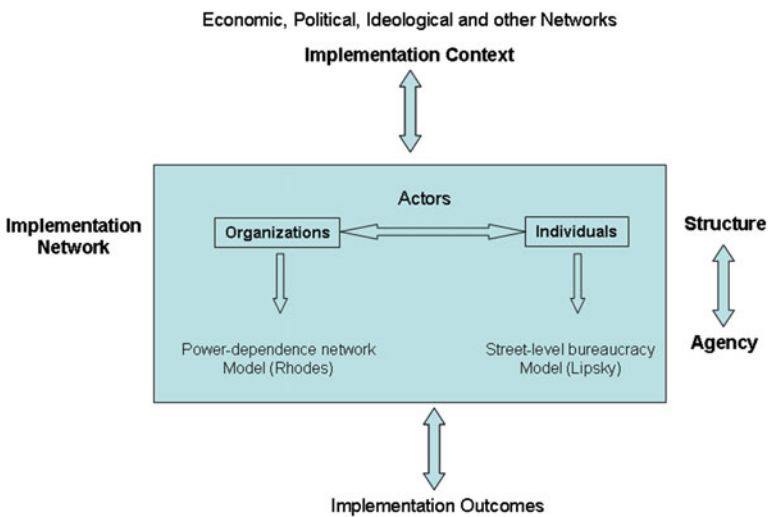 Economic, Political, Ideological and other Networks
Implementation Context
Actors
Implementation
Network
Organizations
Individuals
Structure
Power-dependence network
Model (Rhodes)
Street-level bureaucracy
Model (Lipsky)
Agency
Implementation Outcomes